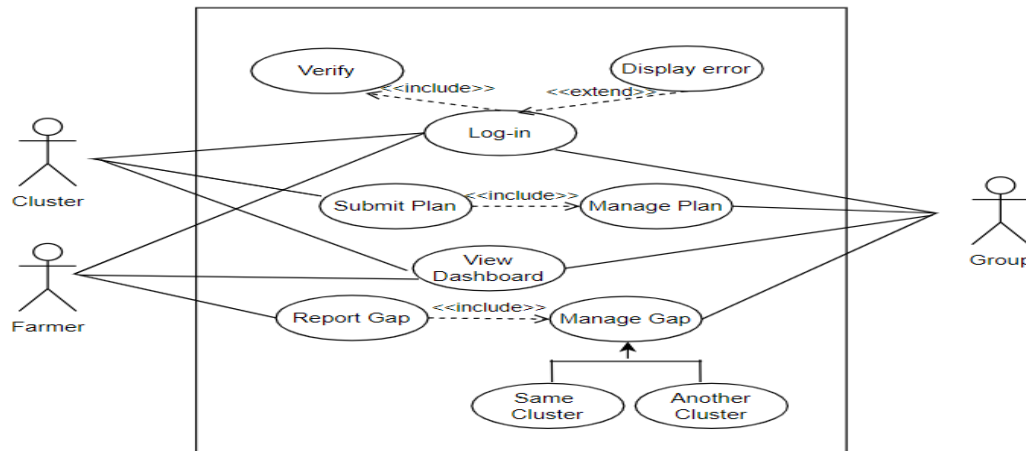 Verify
Display error
<<include>>
<<extend>>
Log-in
Cluster
Submit Plan
<<include>>
Manage Plan
View
Dashboard
Group
Farmer
Report Gap
<<include>>
Manage Gap
Same
Cluster
Another
Cluster